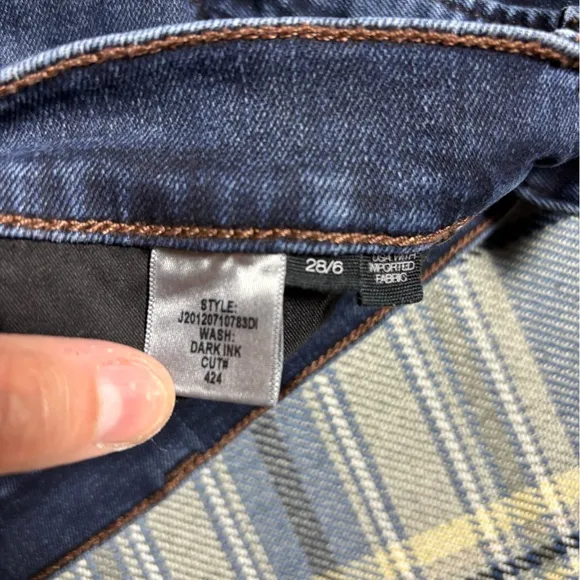 STYLE:
J20120710783DI
WASH:
DARK INK
CUT#
424
28/6
USA WITH
IMPORTED
FABRIC